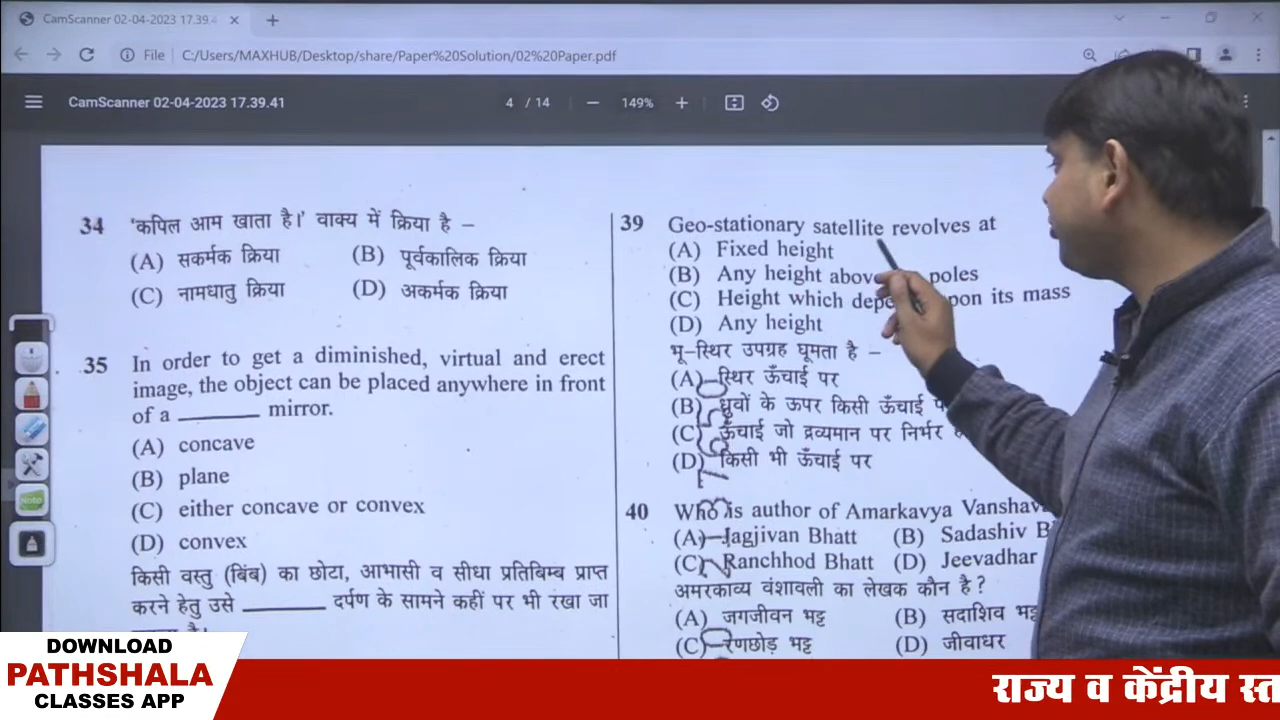 CamScanner 02-04-2023 17.39.4
File C:/Users/MAXHUB/Desktop/share/Paper%20Solution/02%20Paper.pdf
CamScanner 02-04-2023 17.39.41
4 / 14
149%
34 'कपिल आम खाता है।' वाक्य में क्रिया है –
(A) सकर्मक क्रिया (B) पूर्वकालिक क्रिया
(C) नामधातु क्रिया (D) अकर्मक क्रिया
35 In order to get a diminished, virtual and erect
image, the object can be placed anywhere in front
of a ________ mirror.
(A) concave
(B) plane
(C) either concave or convex
(D) convex
किसी वस्तु (बिंब) का छोटा, आभासी व सीधा प्रतिबिम्ब प्राप्त
करने हेतु उसे ________ दर्पण के सामने कहीं पर भी रखा जा
39 Geo-stationary satellite revolves at
(A) Fixed height
(B) Any height above poles
(C) Height which upon its mass
(D) Any height
भू-स्थिर उपग्रह घूमता है –
(A) स्थिर ऊँचाई पर
(B) ध्रुवों के ऊपर किसी ऊँचाई
(C) ऊँचाई जो द्रव्यमान पर निर्भर
(D) किसी भी ऊँचाई पर
40 Who is author of Amarkavya
(A) Jagjivan Bhatt (B) Sadashiv
(C) Ranchhod Bhatt (D) Jeevadhar
अमरकाव्य वंशावली का लेखक कौन है ?
(A) जगजीवन भट्ट (B) सदाशिव
(C) रणछोड़ भट्ट (D) जीवाधर
Note
DOWNLOAD
PATHSHALA
CLASSES APP
राज्य व केंद्रीय